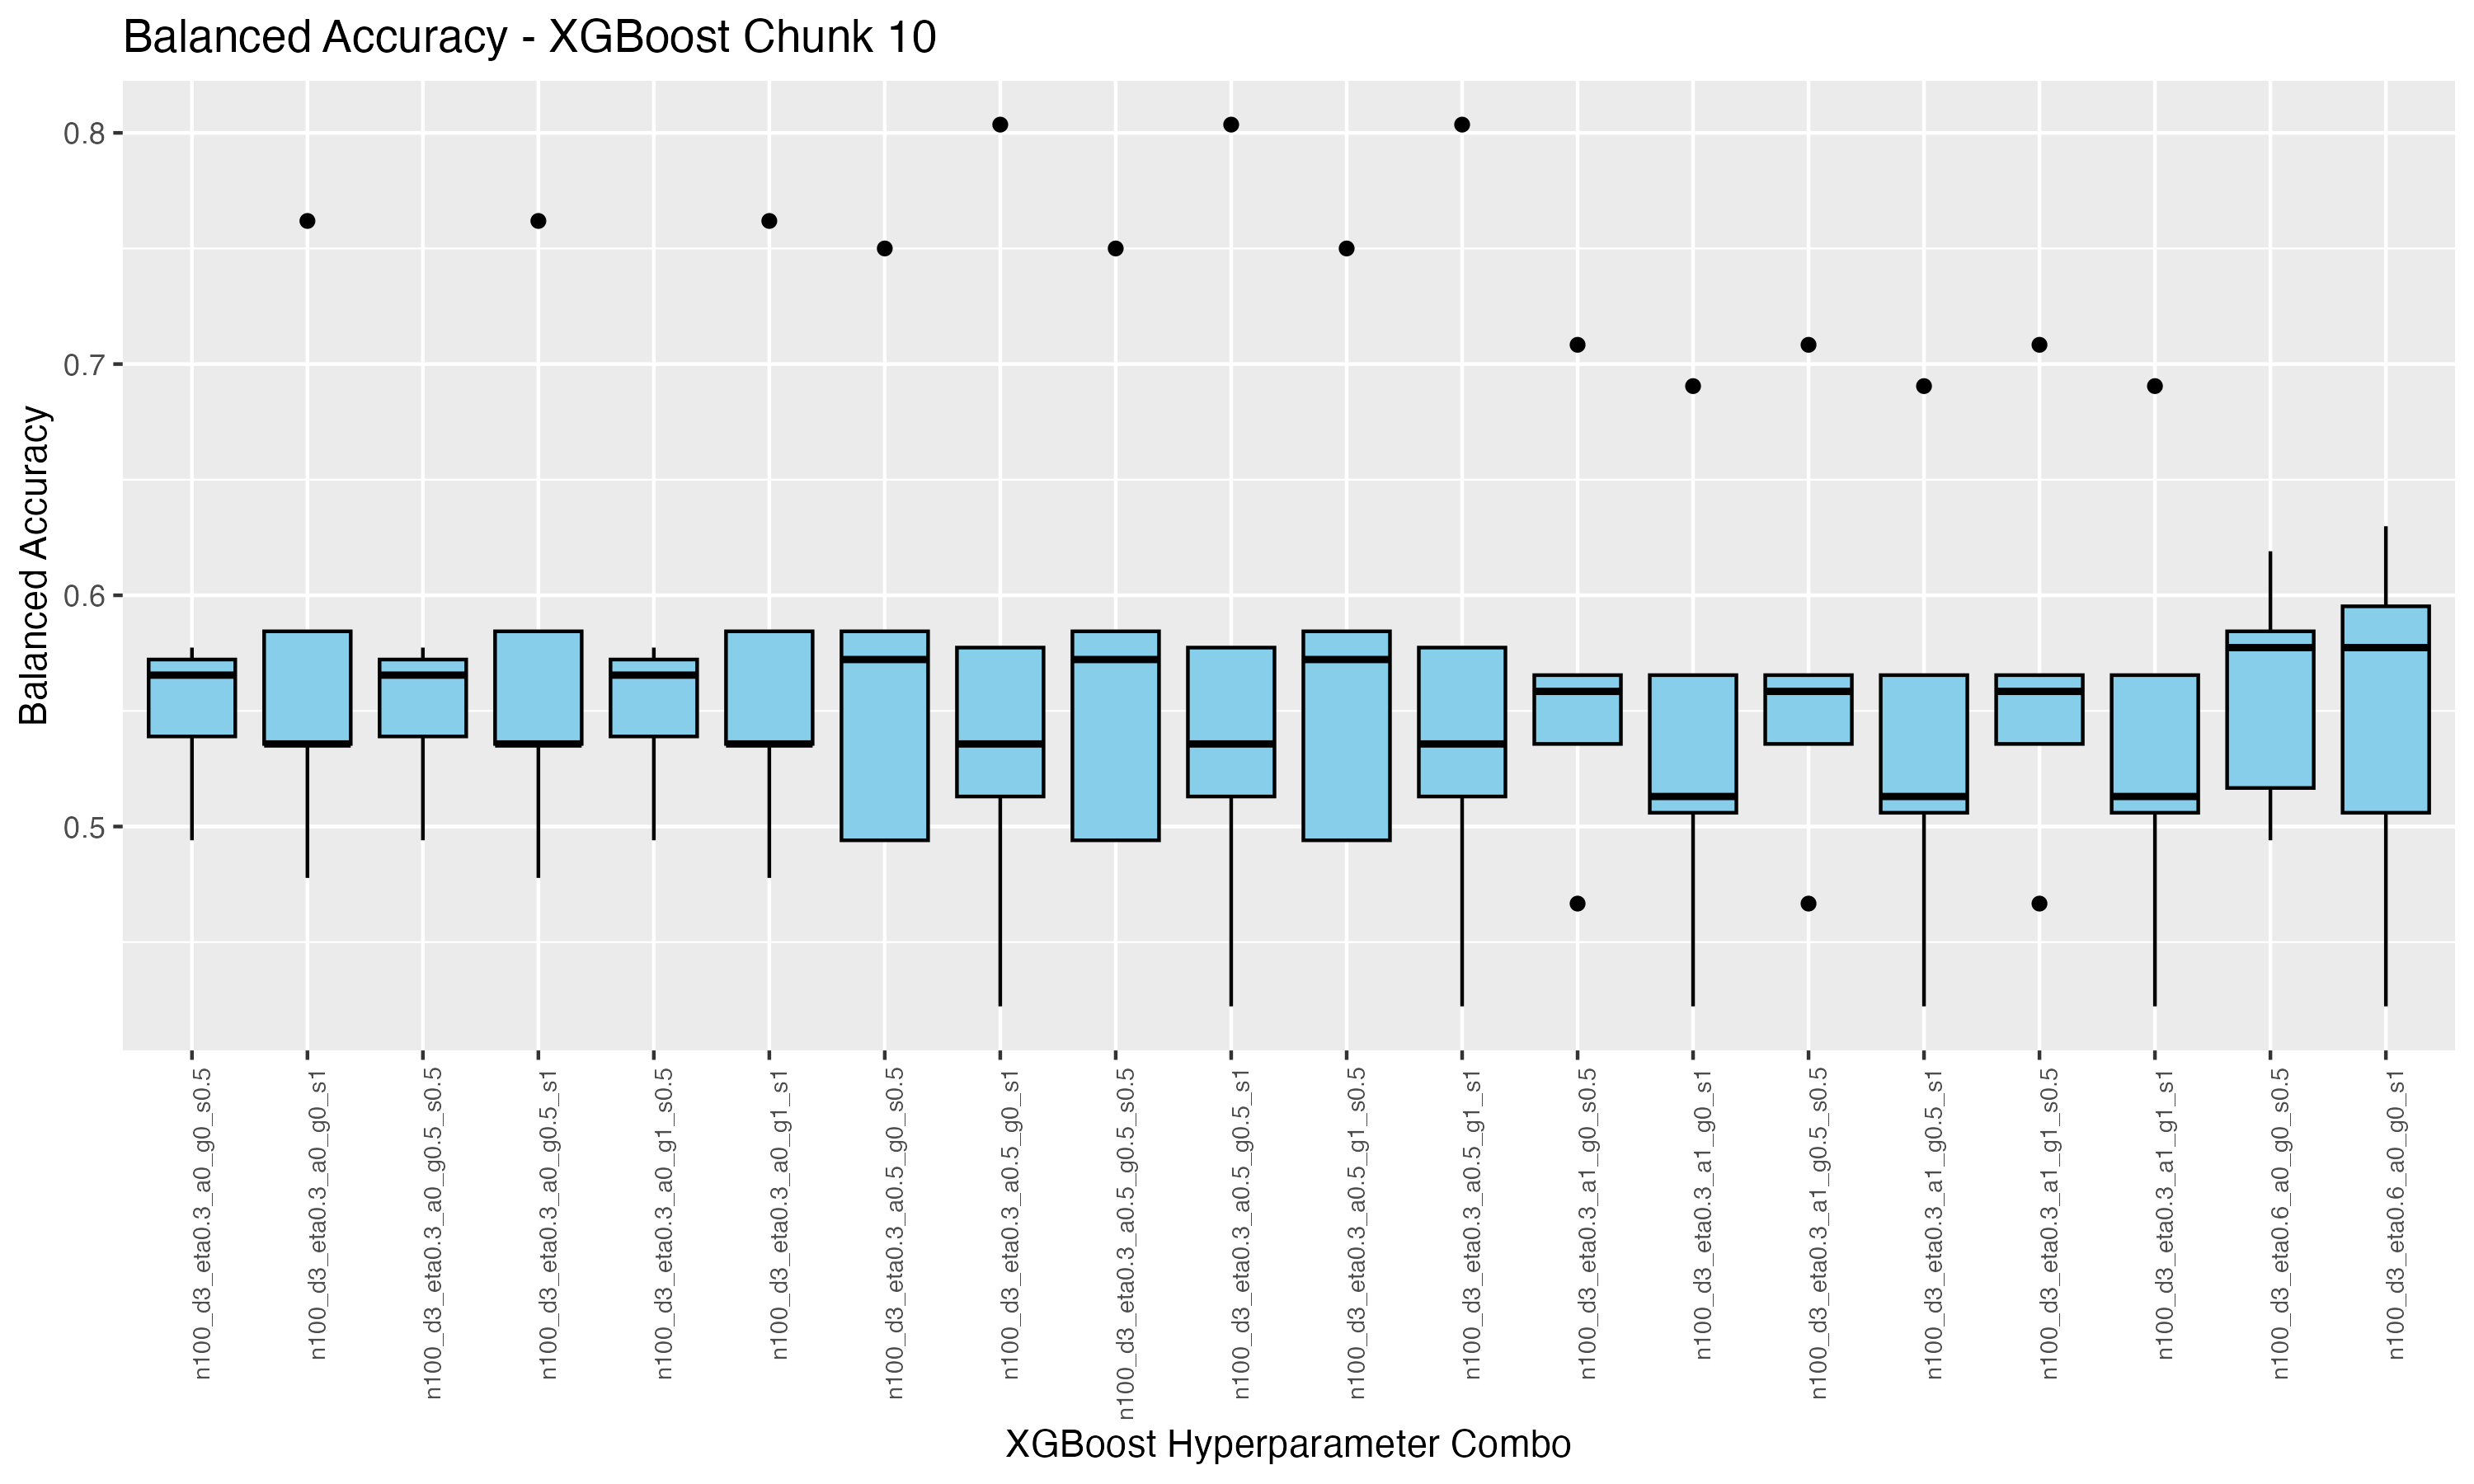 Balanced Accuracy - XGBoost Chunk 10
Balanced Accuracy
0.8
0.7
0.6
0.5
n100_d3_eta0.3_a0_g0_s0.5
n100_d3_eta0.3_a0_g0_s1
n100_d3_eta0.3_a0_g0.5_s0.5
n100_d3_eta0.3_a0_g0.5_s1
n100_d3_eta0.3_a0_g1_s0.5
n100_d3_eta0.3_a0_g1_s1
n100_d3_eta0.3_a0.5_g0_s0.5
n100_d3_eta0.3_a0.5_g0_s1
n100_d3_eta0.3_a0.5_g0.5_s0.5
n100_d3_eta0.3_a0.5_g0.5_s1
n100_d3_eta0.3_a0.5_g1_s0.5
n100_d3_eta0.3_a0.5_g1_s1
n100_d3_eta0.3_a1_g0_s0.5
n100_d3_eta0.3_a1_g0_s1
n100_d3_eta0.3_a1_g0.5_s0.5
n100_d3_eta0.3_a1_g0.5_s1
n100_d3_eta0.3_a1_g1_s0.5
n100_d3_eta0.3_a1_g1_s1
n100_d3_eta0.6_a0_g0_s0.5
n100_d3_eta0.6_a0_g0_s1
XGBoost Hyperparameter Combo